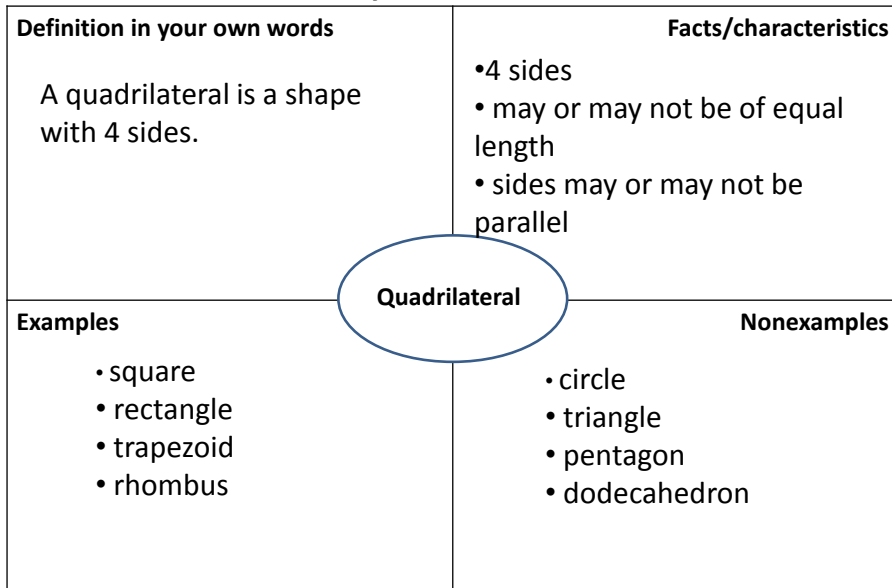 Definition in your own words
A quadrilateral is a shape
with 4 sides.
Facts/characteristics
•4 sides
• may or may not be of equal
length
• sides may or may not be
parallel
Quadrilateral
Examples
• square
• rectangle
• trapezoid
• rhombus
Nonexamples
• circle
• triangle
• pentagon
• dodecahedron